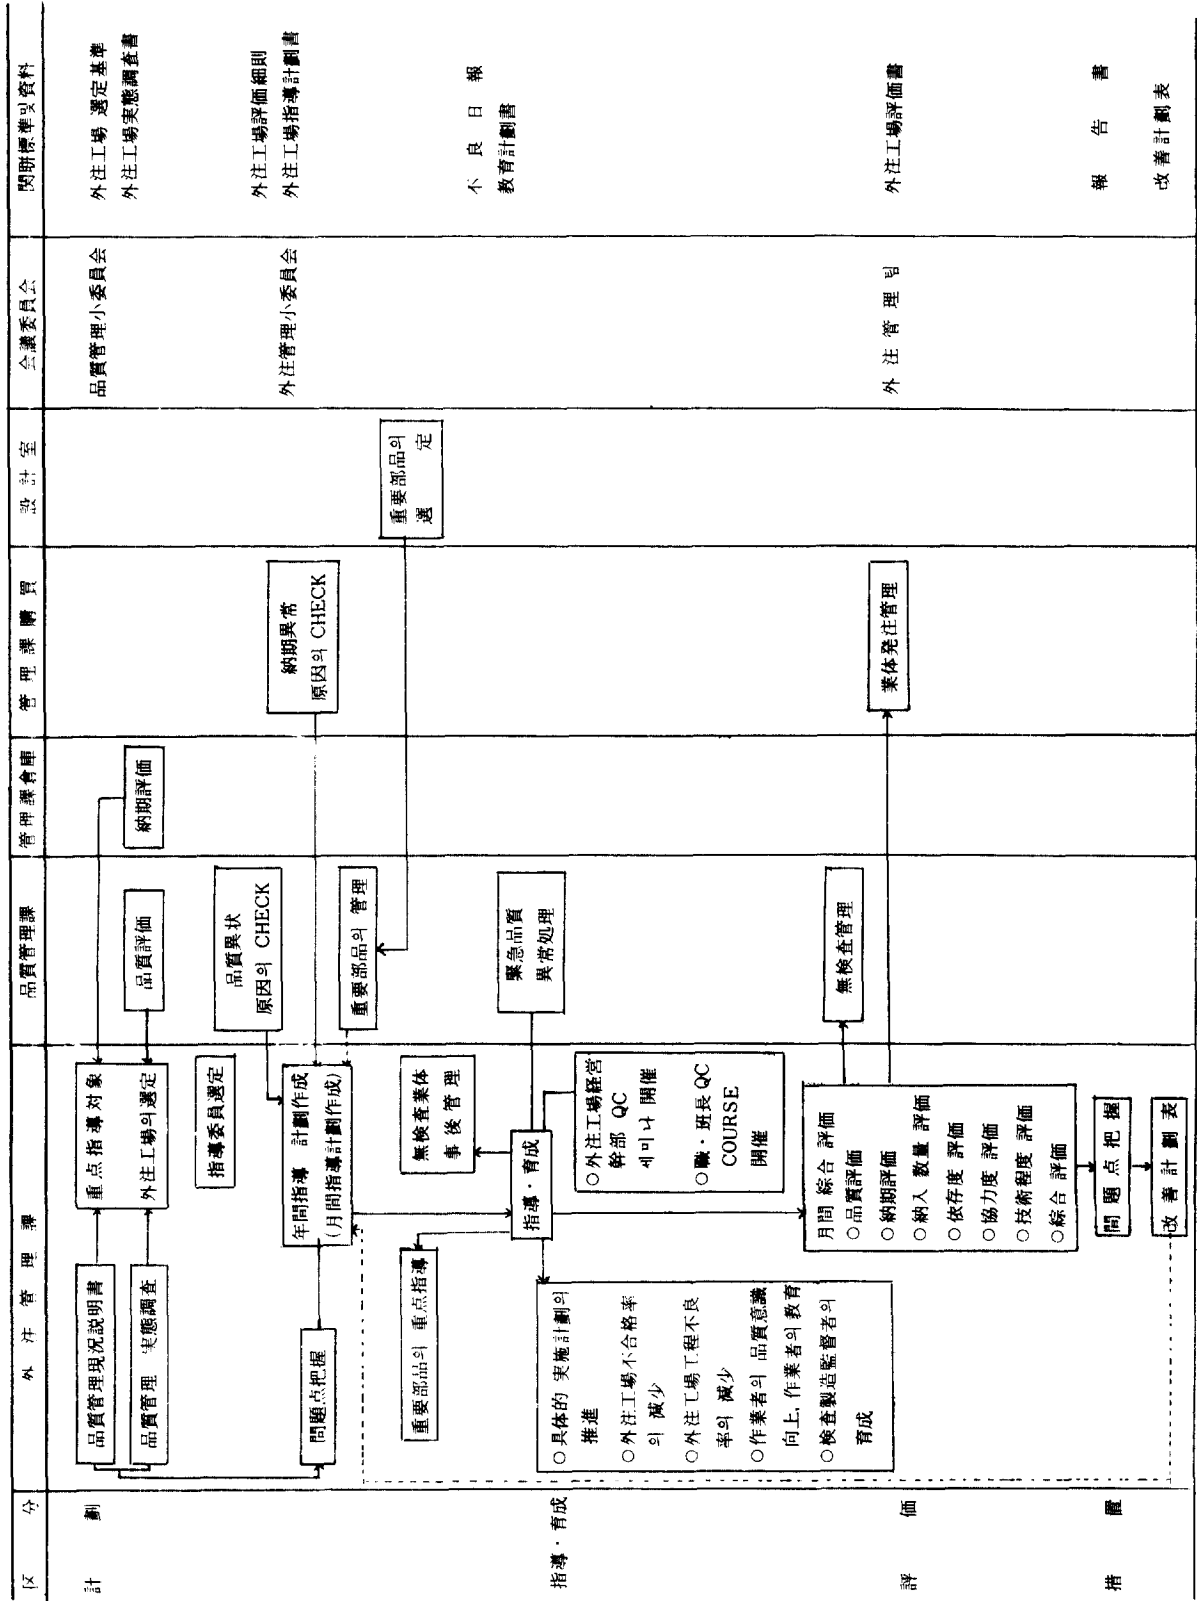 区 分
外 注 管 理 課
品質管理課
管理課倉庫
管 理 課 購 買
設 計 室
会議委員会
関聯標準및資料
計 劃
品質管理現況説明書
品質管理 実態調査
問題点把握
重点指導対象
外注工場의選定
指導委員選定
年間指導 計劃作成
(月間指導計劃作成)
品質評価
品質異状
原因의 CHECK
重要部品의 管理
納期評価
納期異常
原因의 CHECK
重要部品의
選 定
品質管理小委員会
外注管理小委員会
外注工場 選定基準
外注工場実態調査書
外注工場評価細則
外注工場指導計劃書
指導・育成
重要部品의 重点指導
無検査業体
事後管理
指導・育成
緊急品質
異常処理
○具体的 実施計劃의
推進
○外注工場不合格率
의 減少
○外注工程不良
率의 減少
○作業者의 品質意識
向上, 作業者의教育
○検査製造監督者의
育成
○外注工場経営
幹部 QC
세미나 開催
○職・班長 QC
COURSE
開催
不 良 日 報
教育計劃書
評 価
月間 綜合 評価
○品質評価
○納期評価
○納入 数量 評価
○依存度 評価
○協力度 評価
○技術程度 評価
○綜合 評価
無検査管理
業体発注管理
外 注 管 理 팀
外注工場評価書
措 置
問 題 点 把 握
改 善 計 劃 表
報 告 書
改善計劃表